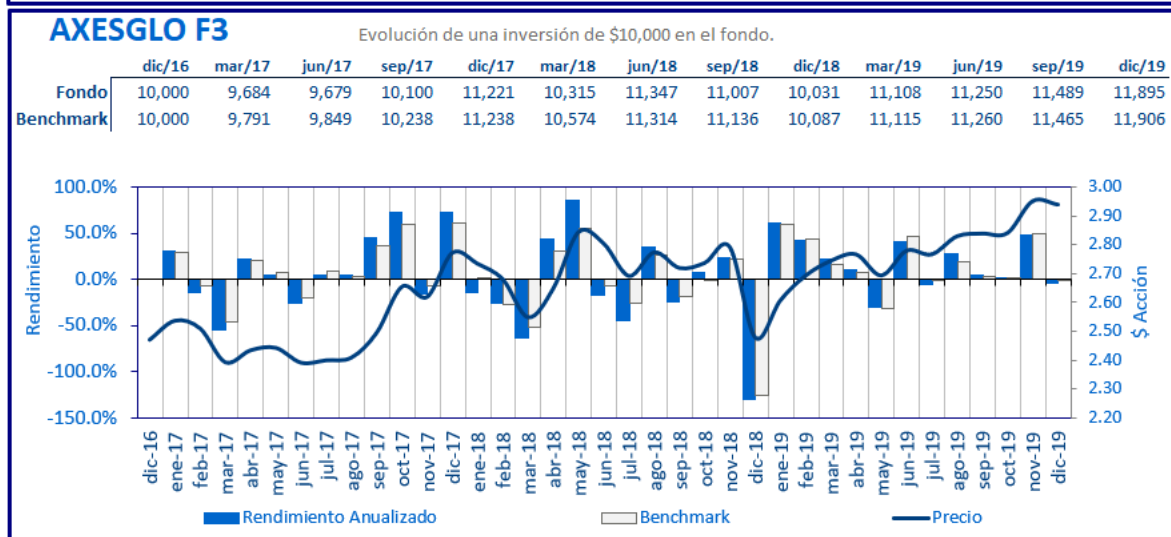 AXESGLO F3
Evolución de una inversión de $10,000 en el fondo.
dic/16 mar/17 jun/17 sep/17 dic/17 mar/18 jun/18 sep/18 dic/18 mar/19 jun/19 sep/19 dic/19
Fondo 10,000 9,684 9,679 10,100 11,221 10,315 11,347 11,007 10,031 11,108 11,250 11,489 11,895
Benchmark 10,000 9,791 9,849 10,238 11,238 10,574 11,314 11,136 10,087 11,115 11,260 11,465 11,906
Rendimiento
100.0%
50.0%
0.0%
-50.0%
-100.0%
-150.0%
3.00
2.90
2.80
2.70
2.60
2.50
2.40
2.30
2.20
$ Acción
dic-16 ene-17 feb-17 mar-17 abr-17 may-17 jun-17 jul-17 ago-17 sep-17 oct-17 nov-17 dic-17 ene-18 feb-18 mar-18 abr-18 may-18 jun-18 jul-18 ago-18 sep-18 oct-18 nov-18 dic-18 ene-19 feb-19 mar-19 abr-19 may-19 jun-19 jul-19 ago-19 sep-19 oct-19 nov-19 dic-19
Rendimiento Anualizado Benchmark Precio